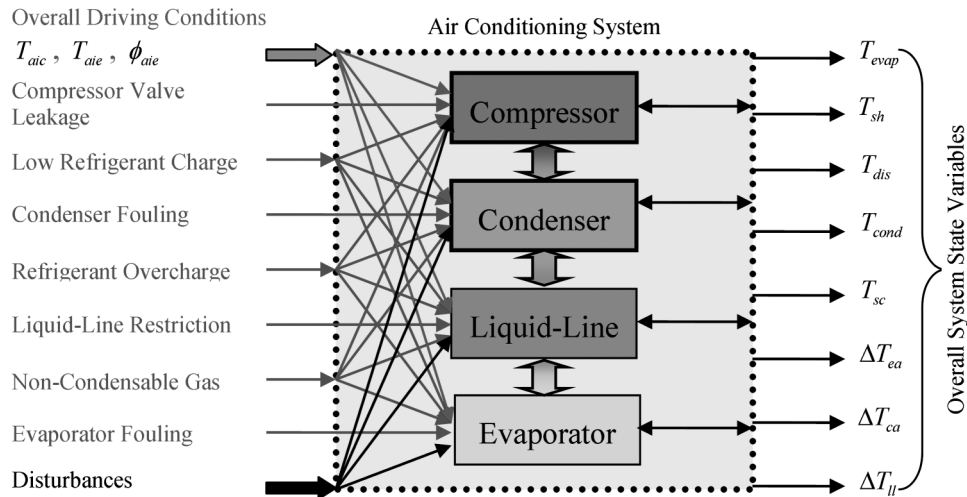 Overall Driving Conditions
Air Conditioning System
T_aic , T_aie , ϕ_aie
Compressor Valve
Leakage
Low Refrigerant Charge
Condenser Fouling
Refrigerant Overcharge
Liquid-Line Restriction
Non-Condensable Gas
Evaporator Fouling
Disturbances
Compressor
Condenser
Liquid-Line
Evaporator
T_evap
T_sh
T_dis
T_cond
T_sc
ΔT_ea
ΔT_ca
ΔT_ll
Overall System State Variables